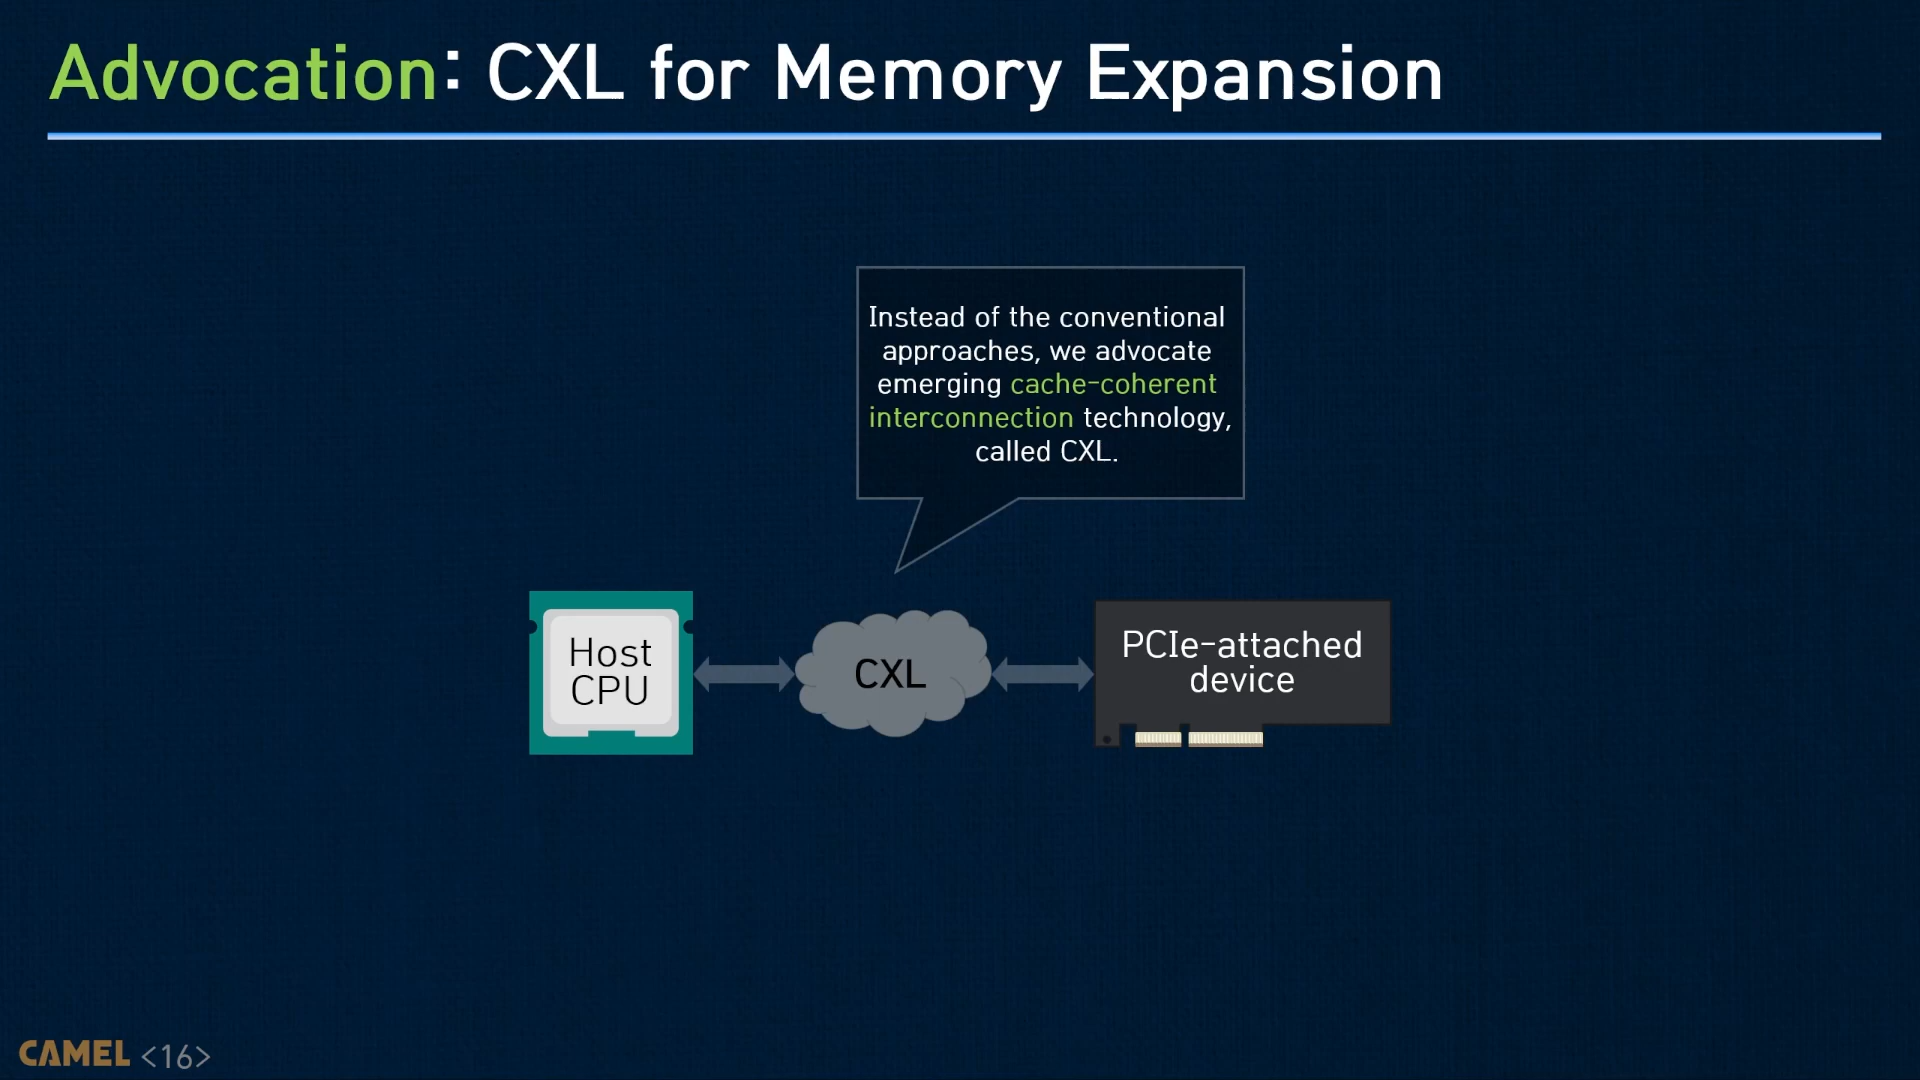 Advocation: CXL for Memory Expansion
Instead of the conventional
approaches, we advocate
emerging cache-coherent
interconnection technology,
called CXL.
Host
CPU
CXL
PCIe-attached
device
CAMEL <16>